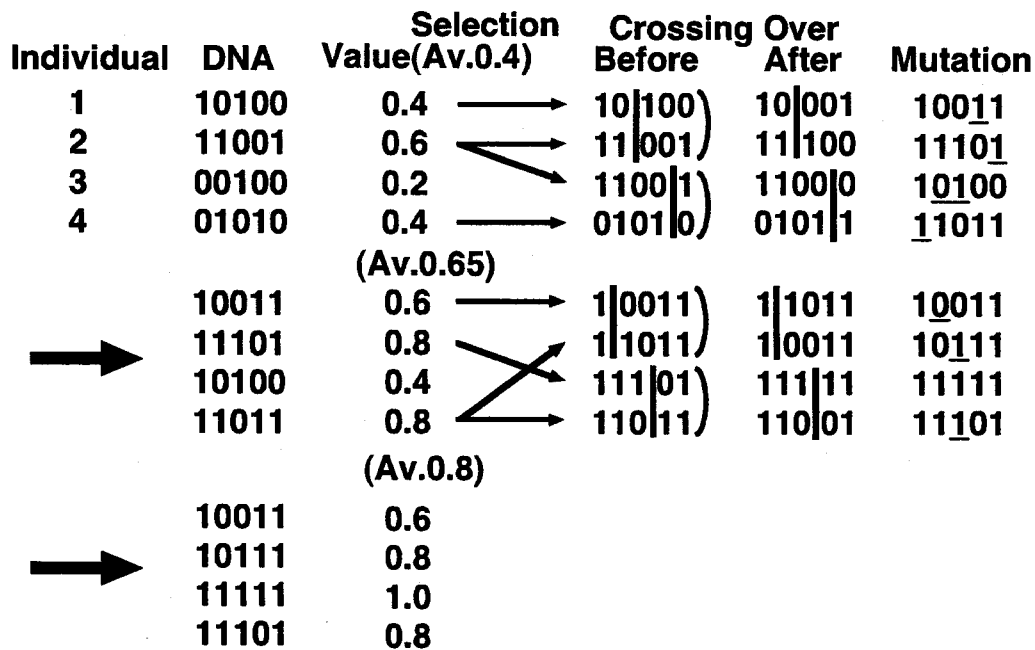 Selection Crossing Over
Individual DNA Value(Av.0.4) Before After Mutation
1 10100 0.4 10|100 10|001 10011
2 11001 0.6 11|001 11|100 11101
3 00100 0.2 1100|1 1100|0 10100
4 01010 0.4 0101|0 0101|1 11011
(Av.0.65)
10011 0.6 1|0011 1|1011 10011
11101 0.8 1|1011 1|0011 10111
10100 0.4 111|01 111|11 11111
11011 0.8 110|11 110|01 11101
(Av.0.8)
10011 0.6
10111 0.8
11111 1.0
11101 0.8